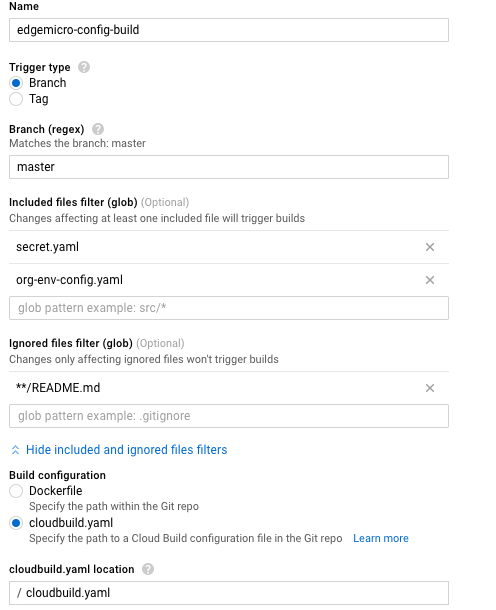 Name
edgemicro-config-build
Trigger type ?
Branch
Tag
Branch (regex) ?
Matches the branch: master
master
Included files filter (glob) (Optional)
Changes affecting at least one included file will trigger builds
secret.yaml
org-env-config.yaml
glob pattern example: src/*
Ignored files filter (glob) (Optional)
Changes only affecting ignored files won't trigger builds
**/README.md
glob pattern example: .gitignore
Hide included and ignored files filters
Build configuration
Dockerfile
Specify the path within the Git repo
cloudbuild.yaml
Specify the path to a Cloud Build configuration file in the Git repo Learn more
cloudbuild.yaml location ?
/ cloudbuild.yaml